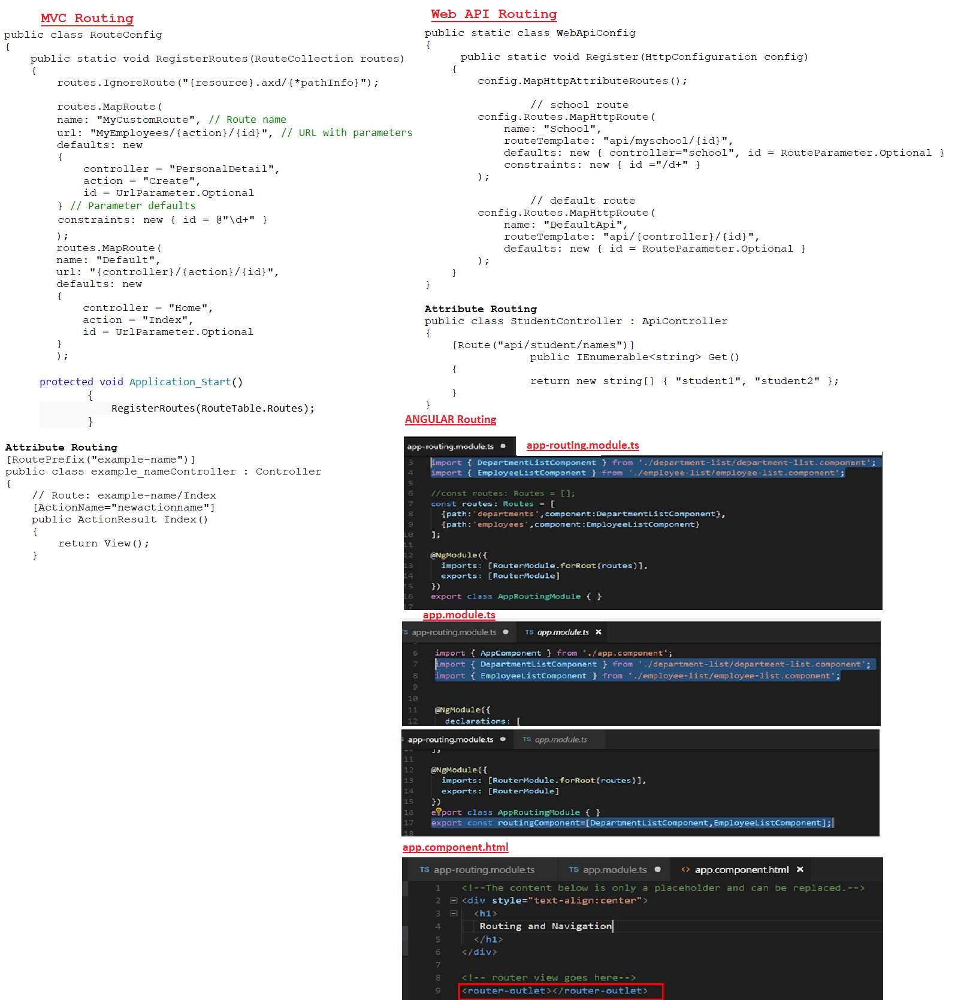 MVC Routing
public class RouteConfig
{
    public static void RegisterRoutes(RouteCollection routes)
    {
        routes.IgnoreRoute("{resource}.axd/{*pathInfo}");

        routes.MapRoute(
        name: "MyCustomRoute", // Route name
        url: "MyEmployees/{action}/{id}", // URL with parameters
        defaults: new
        {
            controller = "PersonalDetail",
            action = "Create",
            id = UrlParameter.Optional
        } // Parameter defaults
        constraints: new { id = @"\d+" }
        );
        routes.MapRoute(
        name: "Default",
        url: "{controller}/{action}/{id}",
        defaults: new
        {
            controller = "Home",
            action = "Index",
            id = UrlParameter.Optional
        }
        );

protected void Application_Start()
        {
            RegisterRoutes(RouteTable.Routes);
        }

Attribute Routing
[RoutePrefix("example-name")]
public class example_nameController : Controller
{
    // Route: example-name/Index
    [ActionName="newactionname"]
    public ActionResult Index()
    {
        return View();
    }
Web API Routing
public static class WebApiConfig
{
    public static void Register(HttpConfiguration config)
    {
        config.MapHttpAttributeRoutes();

                // school route
        config.Routes.MapHttpRoute(
            name: "School",
            routeTemplate: "api/myschool/{id}",
            defaults: new { controller="school", id = RouteParameter.Optional }
            constraints: new { id ="/d+" }
        );

                // default route
        config.Routes.MapHttpRoute(
            name: "DefaultApi",
            routeTemplate: "api/{controller}/{id}",
            defaults: new { id = RouteParameter.Optional }
        );
    }
}

Attribute Routing
public class StudentController : ApiController
{
    [Route("api/student/names")]
                public IEnumerable<string> Get()
    {
                return new string[] { "student1", "student2" };
    }
}
ANGULAR Routing
app-routing.module.ts ●
app-routing.module.ts
3 import { DepartmentListComponent } from './department-list/department-list.component';
4 import { EmployeeListComponent } from './employee-list/employee-list.component';
5
6 //const routes: Routes = [];
7 const routes: Routes = [
8   {path:'departments',component:DepartmentListComponent},
9   {path:'employees',component:EmployeeListComponent}
10 ];
11
12 @NgModule({
13   imports: [RouterModule.forRoot(routes)],
14   exports: [RouterModule]
15 })
16 export class AppRoutingModule { }
17
app.module.ts
TS app-routing.module.ts ● TS app.module.ts ×
6 import { AppComponent } from './app.component';
7 import { DepartmentListComponent } from './department-list/department-list.component';
8 import { EmployeeListComponent } from './employee-list/employee-list.component';
9
10
11 @NgModule({
12   declarations: [
app-routing.module.ts ● TS app.module.ts
10 ];
11
12 @NgModule({
13   imports: [RouterModule.forRoot(routes)],
14   exports: [RouterModule]
15 })
16 export class AppRoutingModule { }
17 export const routingComponent=[DepartmentListComponent,EmployeeListComponent];
18
app.component.html
TS app-routing.module.ts TS app.module.ts ● <> app.component.html ×
1 <!--The content below is only a placeholder and can be replaced.-->
2 <div style="text-align:center">
3   <h1>
4    Routing and Navigation
5   </h1>
6 </div>
7
8 <!-- router view goes here-->
9 <router-outlet></router-outlet>